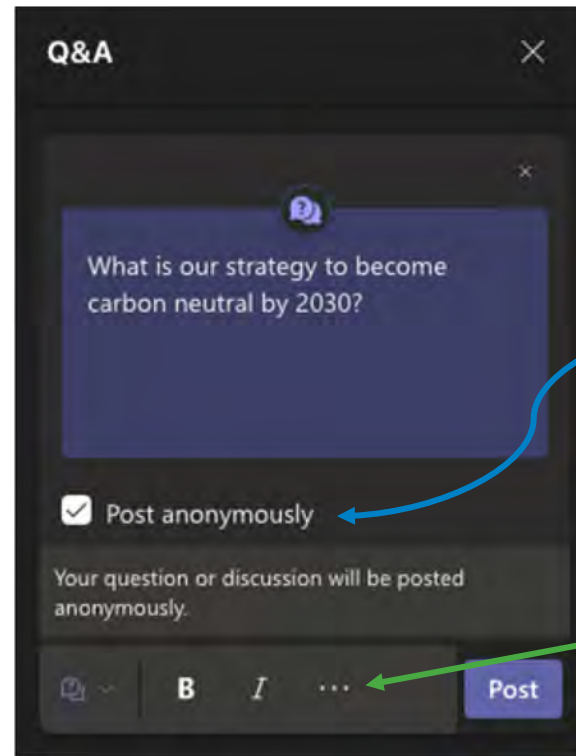 Q&A
What is our strategy to become
carbon neutral by 2030?
Post anonymously
Your question or discussion will be posted
anonymously.
B I ... Post